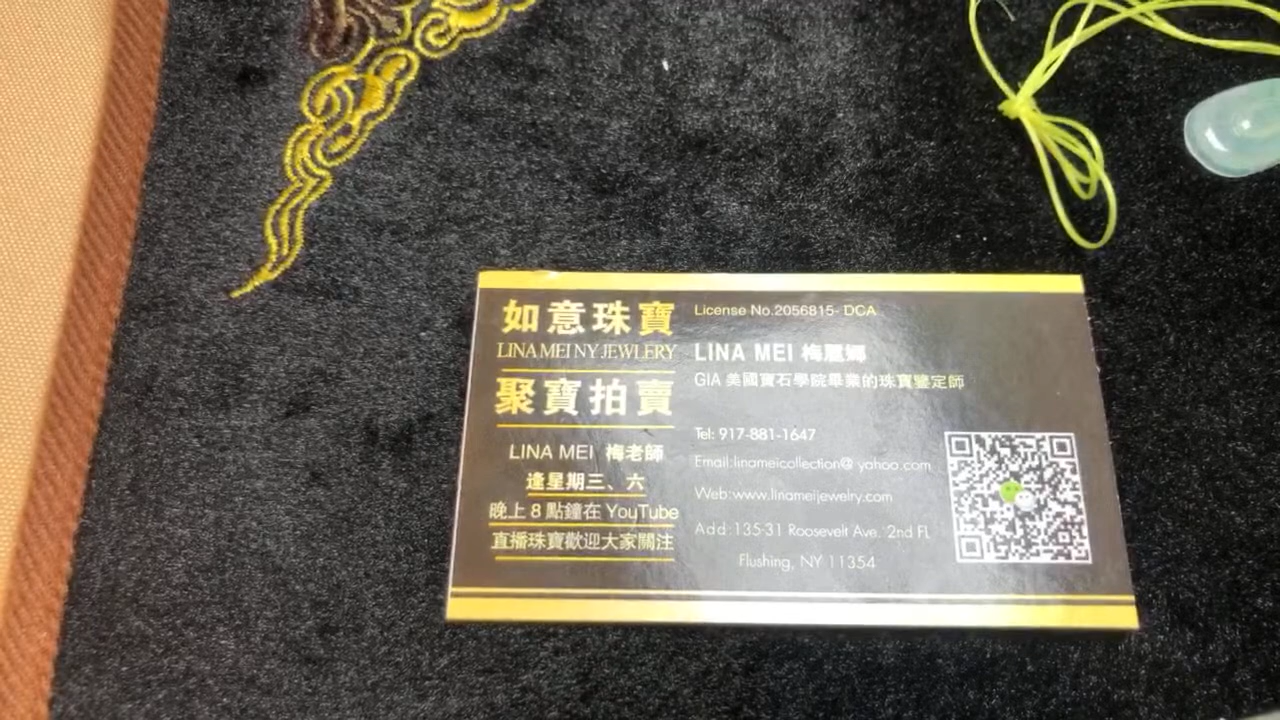 如意珠寶
LINA MEI NY JEWLERY
聚寶拍賣
LINA MEI 梅老師
逢星期三、六
晚上 8 點鐘在 YouTube
直播珠寶歡迎大家關注
License No.2056815- DCA
LINA MEI 梅麗娜
GIA 美國寶石學院畢業的珠寶鑒定師
Tel: 917-881-1647
Email:linameicollection@ yahoo.com
Web:www.linameijewelry.com
Add:135-31 Roosevelt Ave. 2nd FL
Flushing, NY 11354